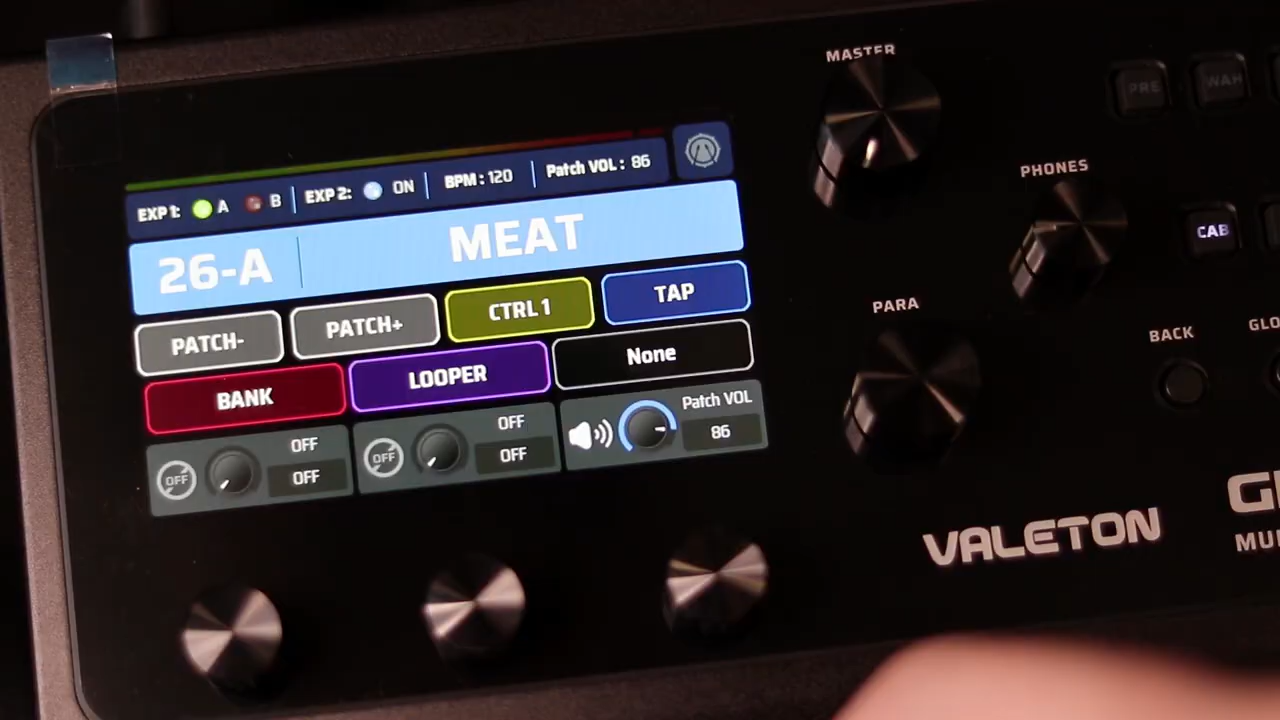 MASTER
PRE
WAH
EXP 1: A B EXP 2: ON BPM : 120 Patch VOL : 86
PHONES
26-A MEAT
CAB
PATCH- PATCH+ CTRL 1 TAP
PARA
BACK
BANK LOOPER None
OFF OFF OFF
OFF OFF OFF
Patch VOL
86
VALETON